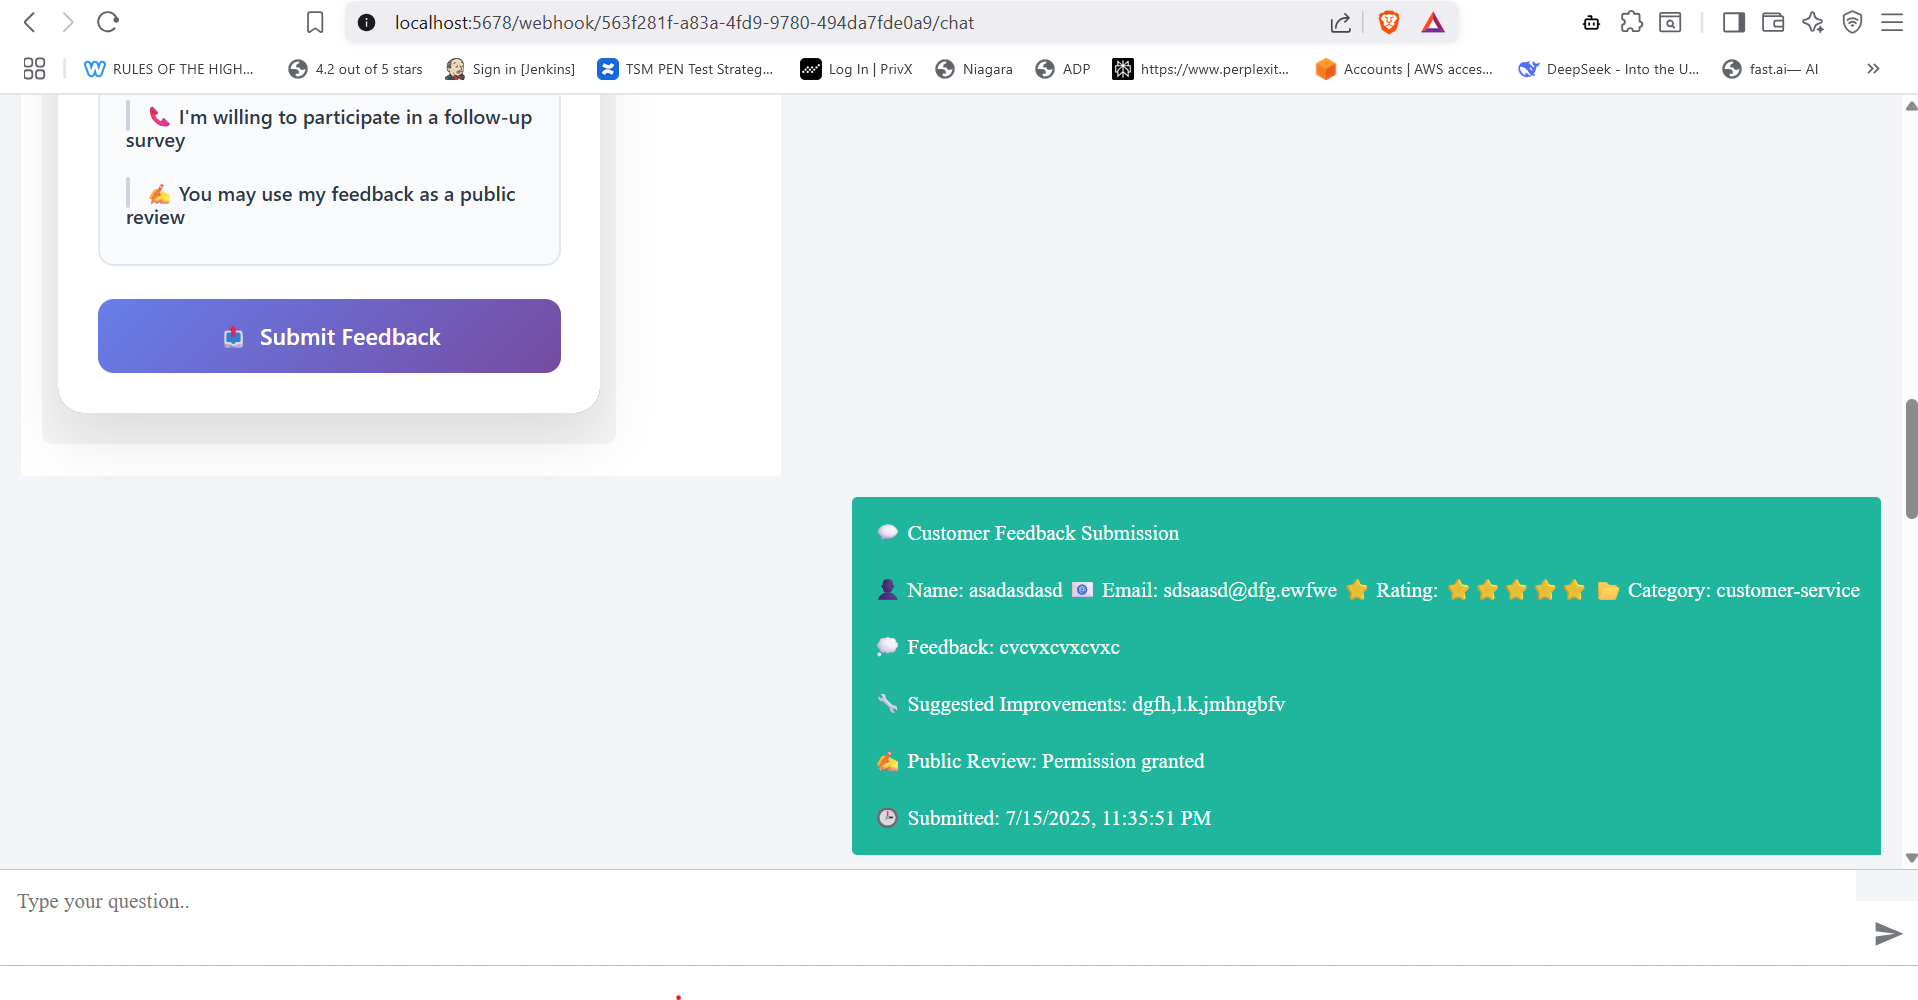 localhost:5678/webhook/563f281f-a83a-4fd9-9780-494da7fde0a9/chat
RULES OF THE HIGH... 4.2 out of 5 stars Sign in [Jenkins] TSM PEN Test Strateg... Log In | PrivX Niagara ADP https://www.perplexit... Accounts | AWS acces... DeepSeek - Into the U... fast.ai— AI
📞 I'm willing to participate in a follow-up
survey
✍️ You may use my feedback as a public
review
📤 Submit Feedback
💬 Customer Feedback Submission
👤 Name: asadasdasd 📧 Email: sdsaasd@dfg.ewfwe ⭐ Rating: ⭐⭐⭐⭐⭐ 📂 Category: customer-service
💭 Feedback: cvcvxcvxcvxc
🔧 Suggested Improvements: dgfh,l.k,jmhngbfv
✍️ Public Review: Permission granted
🕒 Submitted: 7/15/2025, 11:35:51 PM
Type your question..